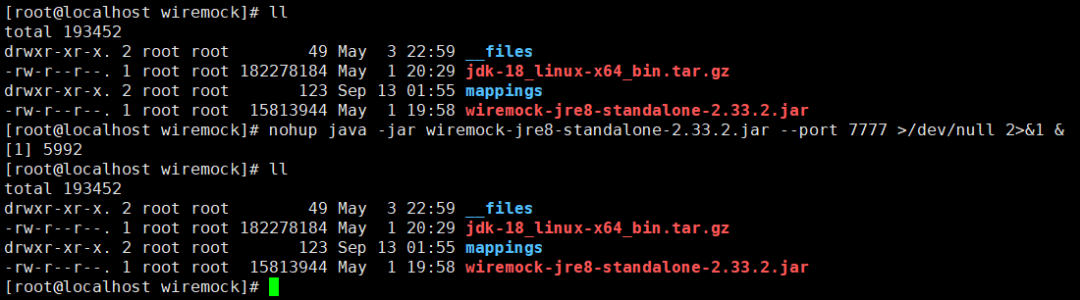 [root@localhost wiremock]# ll
total 193452
drwxr-xr-x. 2 root root        49 May  3 22:59 __files
-rw-r--r--. 1 root root 182278184 May  1 20:29 jdk-18_linux-x64_bin.tar.gz
drwxr-xr-x. 2 root root       123 Sep 13 01:55 mappings
-rw-r--r--. 1 root root  15813944 May  1 19:58 wiremock-jre8-standalone-2.33.2.jar
[root@localhost wiremock]# nohup java -jar wiremock-jre8-standalone-2.33.2.jar --port 7777 >/dev/null 2>&1 &
[1] 5992
[root@localhost wiremock]# ll
total 193452
drwxr-xr-x. 2 root root        49 May  3 22:59 __files
-rw-r--r--. 1 root root 182278184 May  1 20:29 jdk-18_linux-x64_bin.tar.gz
drwxr-xr-x. 2 root root       123 Sep 13 01:55 mappings
-rw-r--r--. 1 root root  15813944 May  1 19:58 wiremock-jre8-standalone-2.33.2.jar
[root@localhost wiremock]#